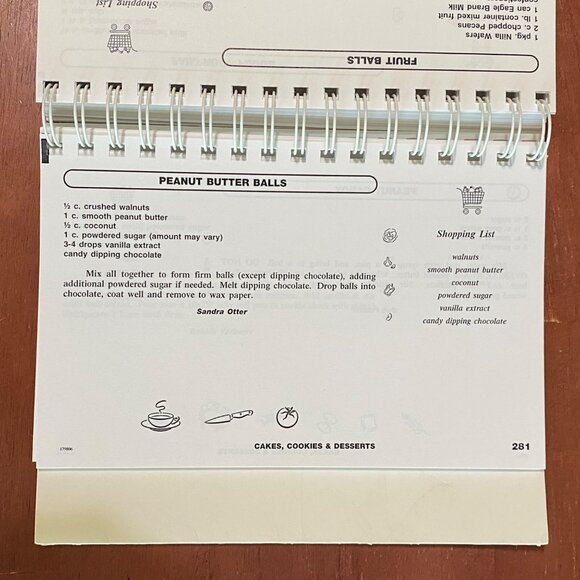 Shopping List
FRUIT BALLS
1 pkg. Nilla Wafers
2 c. chopped Pecans
1 lb. container mixed fruit
1 can Eagle Brand Milk
PEANUT BUTTER BALLS
½ c. crushed walnuts
1 c. smooth peanut butter
½ c. coconut
1 c. powdered sugar (amount may vary)
3-4 drops vanilla extract
candy dipping chocolate
Mix all together to form firm balls (except dipping chocolate), adding
additional powdered sugar if needed. Melt dipping chocolate. Drop balls into
chocolate, coat well and remove to wax paper.
Sandra Otter
Shopping List
walnuts
smooth peanut butter
coconut
powdered sugar
vanilla extract
candy dipping chocolate
CAKES, COOKIES & DESSERTS
281